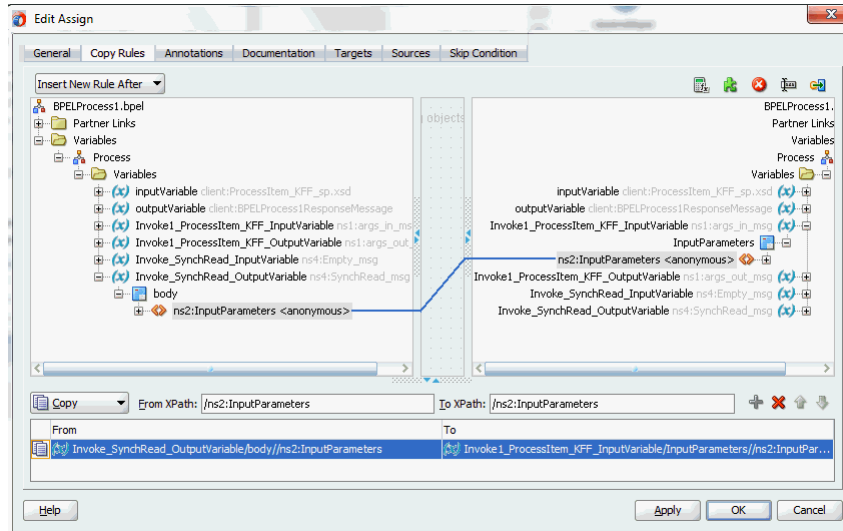 Edit Assign
General Copy Rules Annotations Documentation Targets Sources Skip Condition
Insert New Rule After
BPELProcess1.bpel
Partner Links
Variables
Process
Variables
inputVariable client:ProcessItem_KFF_sp.xsd
outputVariable client:BPELProcess1ResponseMessage
Invoke1_ProcessItem_KFF_InputVariable ns1:args_in_ms
Invoke1_ProcessItem_KFF_OutputVariable ns1:args_out
Invoke_SynchRead_InputVariable ns4:Empty_msg
Invoke_SynchRead_OutputVariable ns4:SynchRead_msg
body
ns2:InputParameters <anonymous>
objects
BPELProcess1.
Partner Links
Variables
Process
Variables
inputVariable client:ProcessItem_KFF_sp.xsd
outputVariable client:BPELProcess1ResponseMessage
Invoke1_ProcessItem_KFF_InputVariable ns1:args_in_msg
InputParameters
ns2:InputParameters <anonymous>
Invoke1_ProcessItem_KFF_OutputVariable ns1:args_out_msg
Invoke_SynchRead_InputVariable ns4:Empty_msg
Invoke_SynchRead_OutputVariable ns4:SynchRead_msg
Copy From XPath: /ns2:InputParameters To XPath: /ns2:InputParameters
From To
Invoke_SynchRead_OutputVariable/body//ns2:InputParameters Invoke1_ProcessItem_KFF_InputVariable/InputParameters//ns2:InputPar...
Help Apply OK Cancel